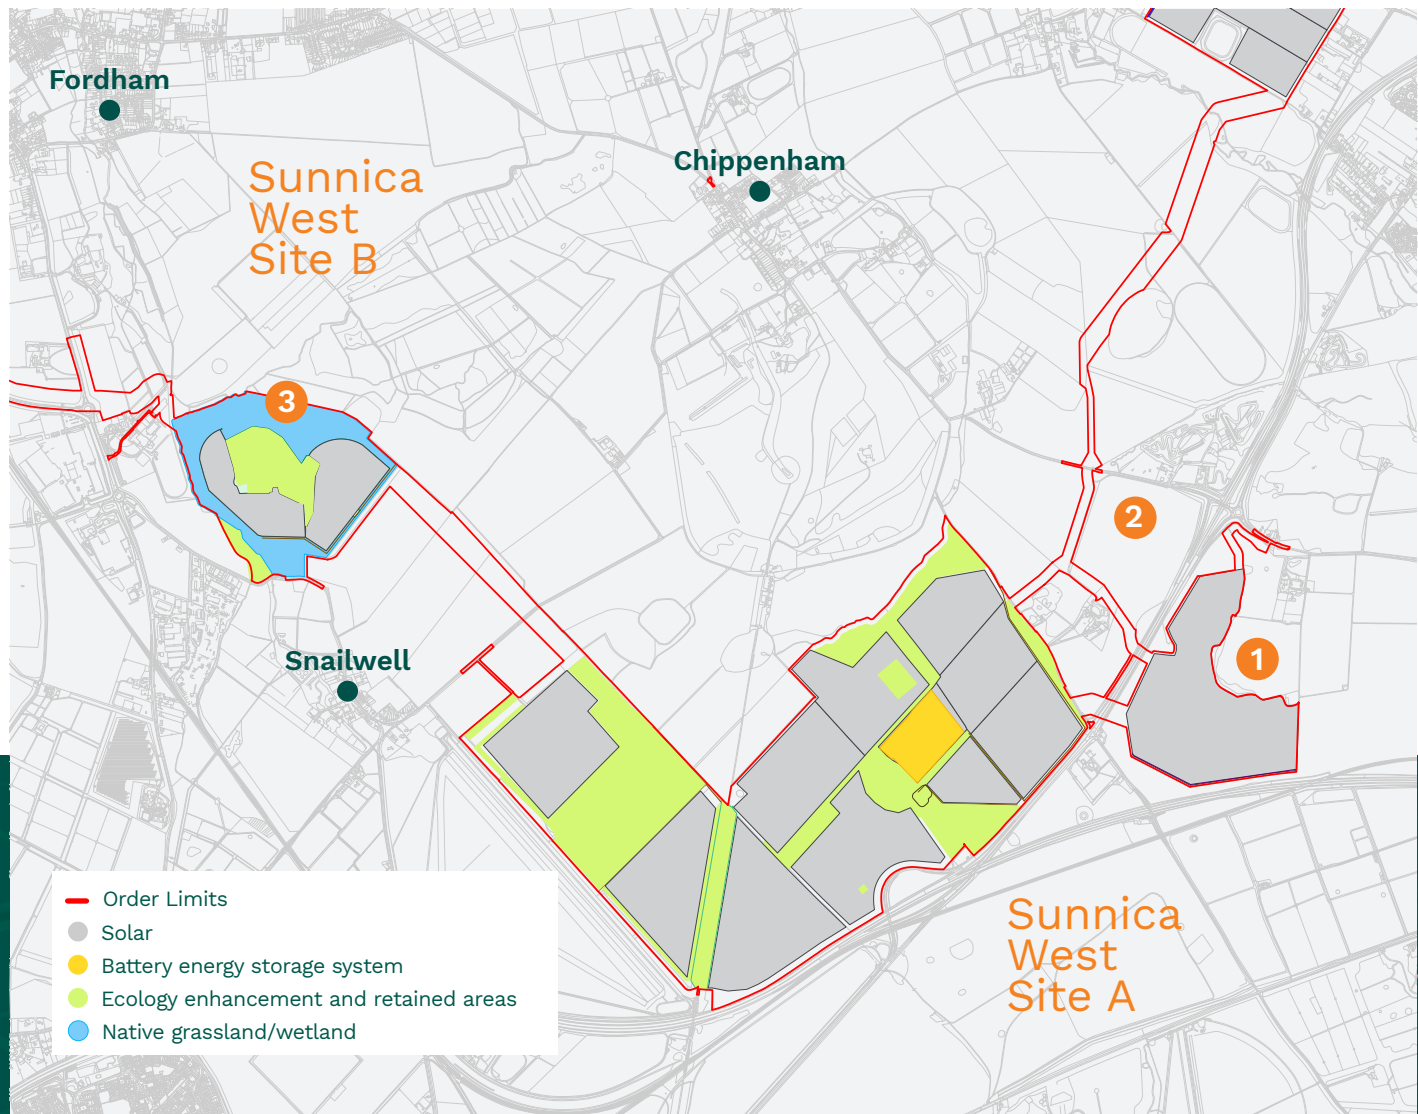 Fordham
Chippenham
Sunnica
West
Site B
3
2
1
Snailwell
Order Limits
Solar
Battery energy storage system
Ecology enhancement and retained areas
Native grassland/wetland
Sunnica
West
Site A